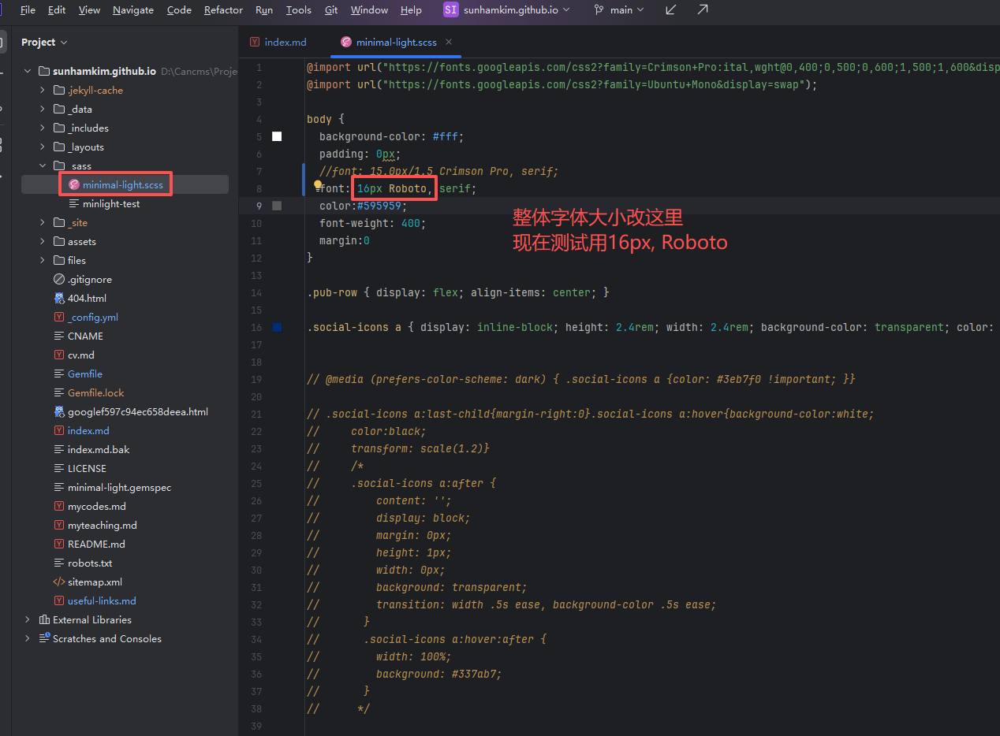 File Edit View Navigate Code Refactor Run Tools Git Window Help SI sunhamkim.github.io main
Project
sunhamkim.github.io D:\Cancms\Proje
.jekyll-cache
_data
_includes
_layouts
_sass
minimal-light.scss
minlight-test
_site
assets
files
.gitignore
404.html
_config.yml
CNAME
cv.md
Gemfile
Gemfile.lock
googlef597c94ec658deea.html
index.md
index.md.bak
LICENSE
minimal-light.gemspec
mycodes.md
myteaching.md
README.md
robots.txt
sitemap.xml
useful-links.md
External Libraries
Scratches and Consoles
index.md minimal-light.scss
1 @import url("https://fonts.googleapis.com/css2?family=Crimson+Pro:ital,wght@0,400;0,500;0,600;1,500;1,600&disp
2 @import url("https://fonts.googleapis.com/css2?family=Ubuntu+Mono&display=swap");
3
4 body {
5 background-color: #fff;
6 padding: 0px;
7 //font: 15.0px/1.5 Crimson Pro, serif;
8 font: 16px Roboto, serif;
9 color:#595959;
10 font-weight: 400;
11 margin:0
12 }
13
14 .pub-row { display: flex; align-items: center; }
15
16 .social-icons a { display: inline-block; height: 2.4rem; width: 2.4rem; background-color: transparent; color:
17
18
19 // @media (prefers-color-scheme: dark) { .social-icons a {color: #3eb7f0 !important; }}
20
21 // .social-icons a:last-child{margin-right:0}.social-icons a:hover{background-color:white;
22 // color:black;
23 // transform: scale(1.2)}
24 // /*
25 // .social-icons a:after {
26 // content: '';
27 // display: block;
28 // margin: 0px;
29 // height: 1px;
30 // width: 0px;
31 // background: transparent;
32 // transition: width .5s ease, background-color .5s ease;
33 // }
34 // .social-icons a:hover:after {
35 // width: 100%;
36 // background: #337ab7;
37 // }
38 // */
39
整体字体大小改这里
现在测试用16px, Roboto